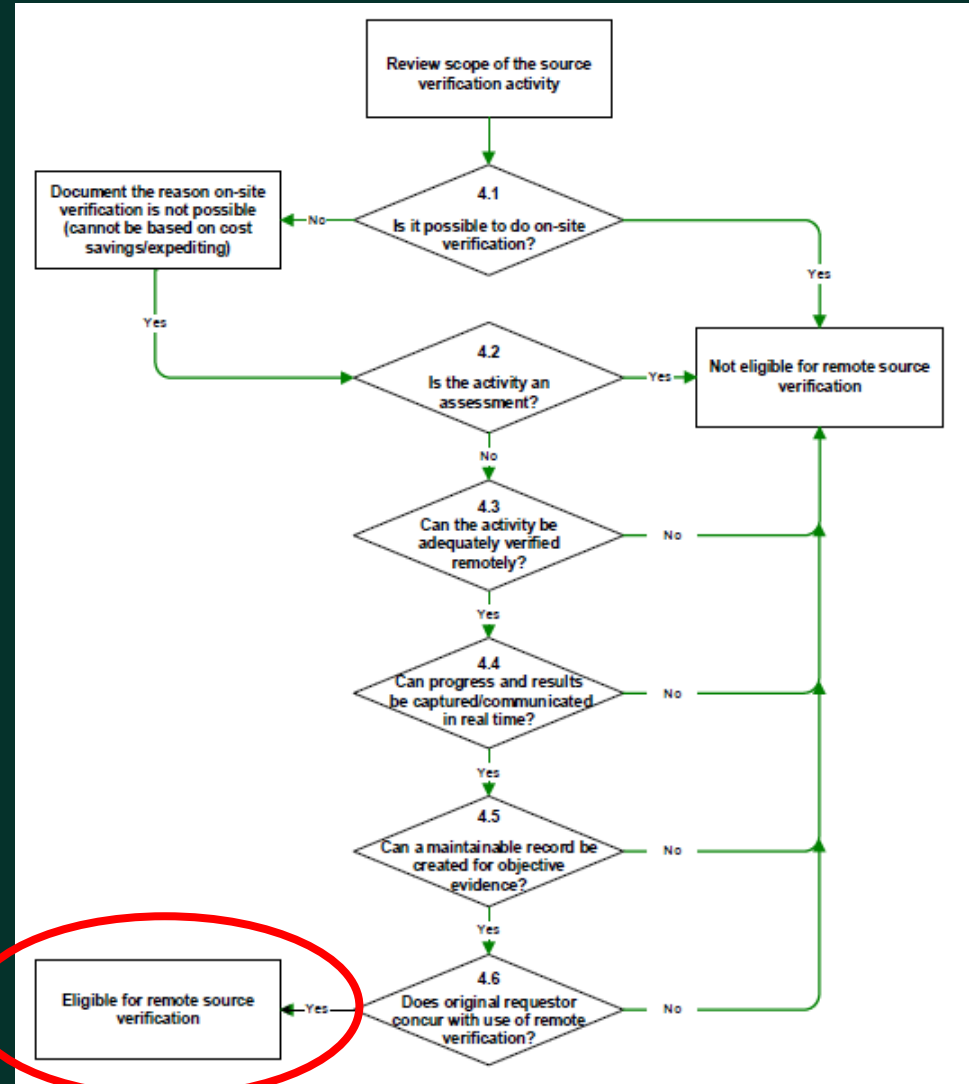 Review scope of the source
verification activity
Document the reason on-site
verification is not possible
(cannot be based on cost
savings/expediting)
No
4.1
Is it possible to do on-site
verification?
Yes
Yes
4.2
Is the activity an
assessment?
Yes
Not eligible for remote source
verification
No
4.3
Can the activity be
adequately verified
remotely?
No
Yes
4.4
Can progress and results
be captured/communicated
in real time?
No
Yes
4.5
Can a maintainable record be
created for objective
evidence?
No
Yes
Eligible for remote source
verification
Yes
4.6
Does original requestor
concur with use of remote
verification?
No